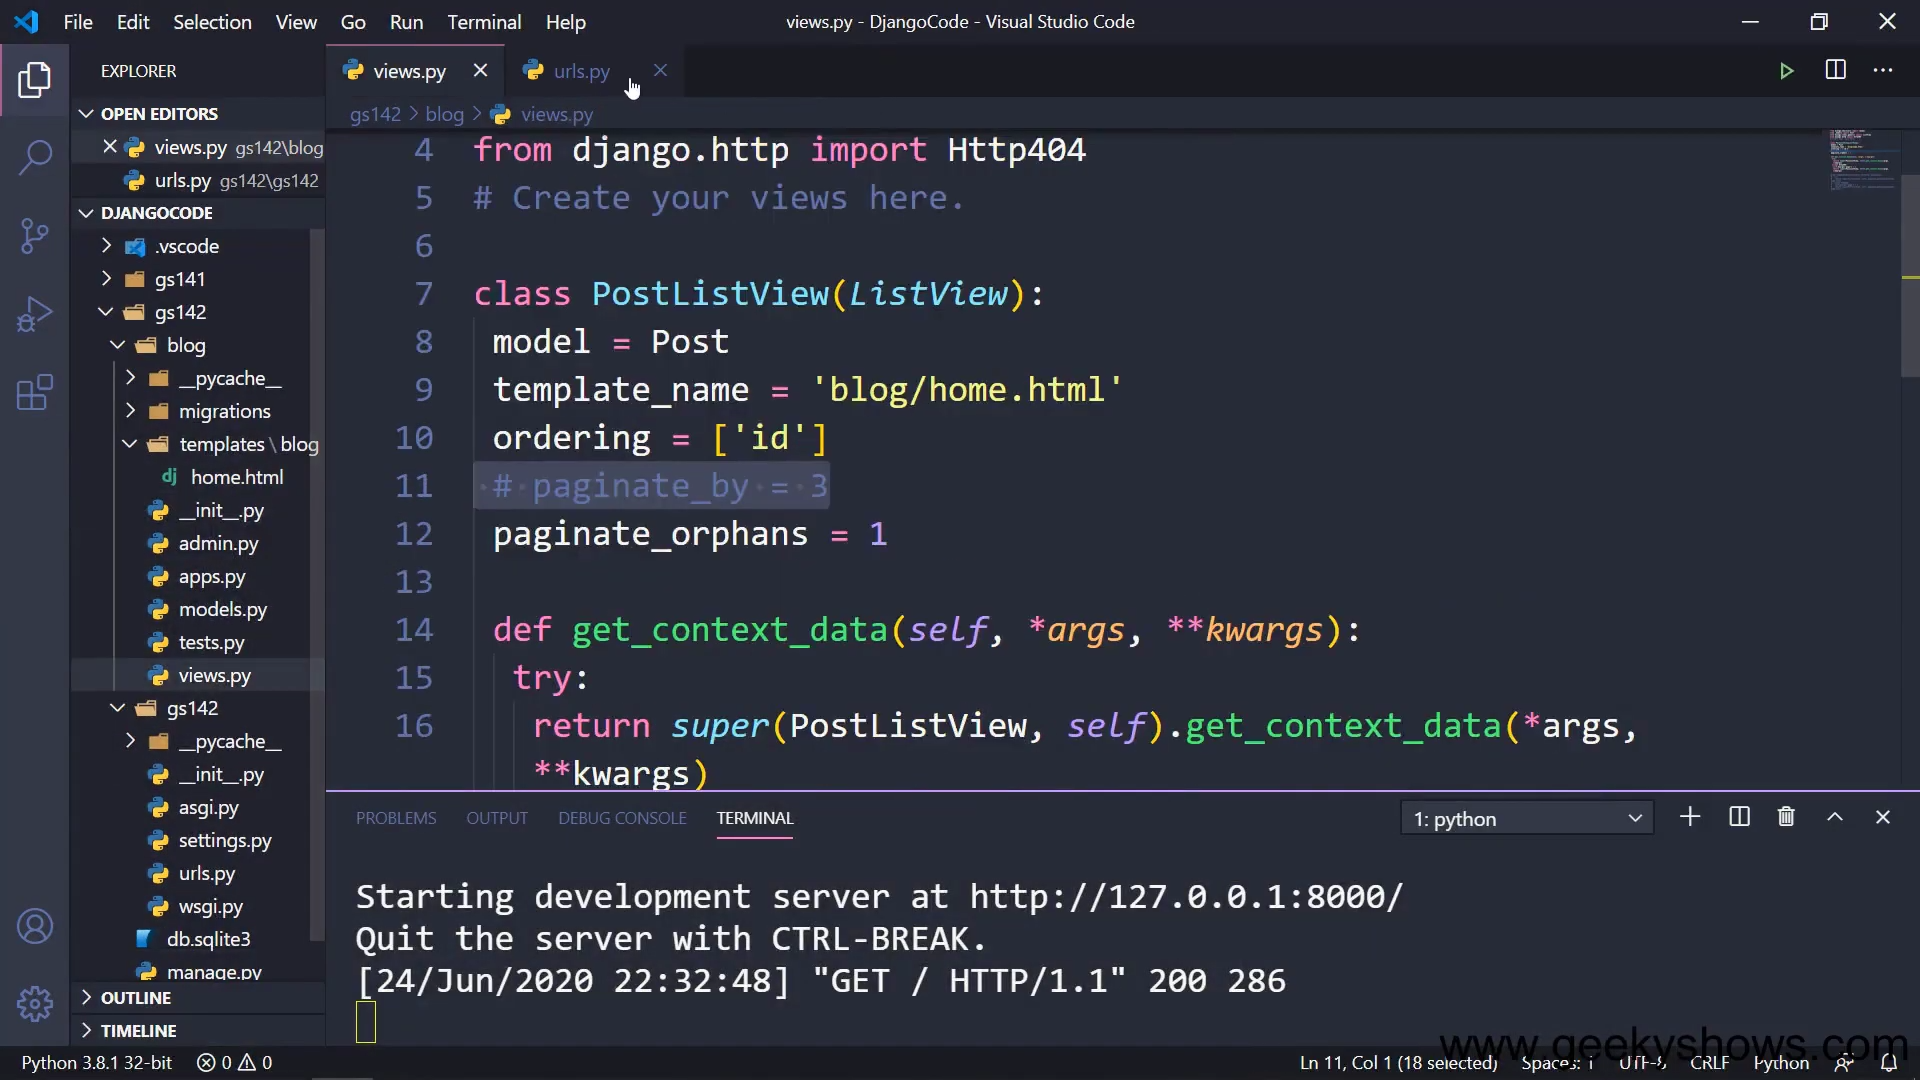 File Edit Selection View Go Run Terminal Help
views.py - DjangoCode - Visual Studio Code
EXPLORER
OPEN EDITORS
views.py gs142\blog
urls.py gs142\gs142
DJANGOCODE
.vscode
gs141
gs142
blog
__pycache__
migrations
templates \ blog
home.html
__init__.py
admin.py
apps.py
models.py
tests.py
views.py
gs142
__pycache__
__init__.py
asgi.py
settings.py
urls.py
wsgi.py
db.sqlite3
manage.py
OUTLINE
TIMELINE
views.py urls.py
gs142 > blog > views.py
4 from django.http import Http404
5 # Create your views here.
6
7 class PostListView(ListView):
8 model = Post
9 template_name = 'blog/home.html'
10 ordering = ['id']
11 # paginate_by = 3
12 paginate_orphans = 1
13
14 def get_context_data(self, *args, **kwargs):
15 try:
16 return super(PostListView, self).get_context_data(*args,
**kwargs)
PROBLEMS OUTPUT DEBUG CONSOLE TERMINAL
1: python
Starting development server at http://127.0.0.1:8000/
Quit the server with CTRL-BREAK.
[24/Jun/2020 22:32:48] "GET / HTTP/1.1" 200 286
www.geekyshows.com
Python 3.8.1 32-bit 0 0
Ln 11, Col 1 (18 selected) Spaces: 1 UTF-8 CRLF Python